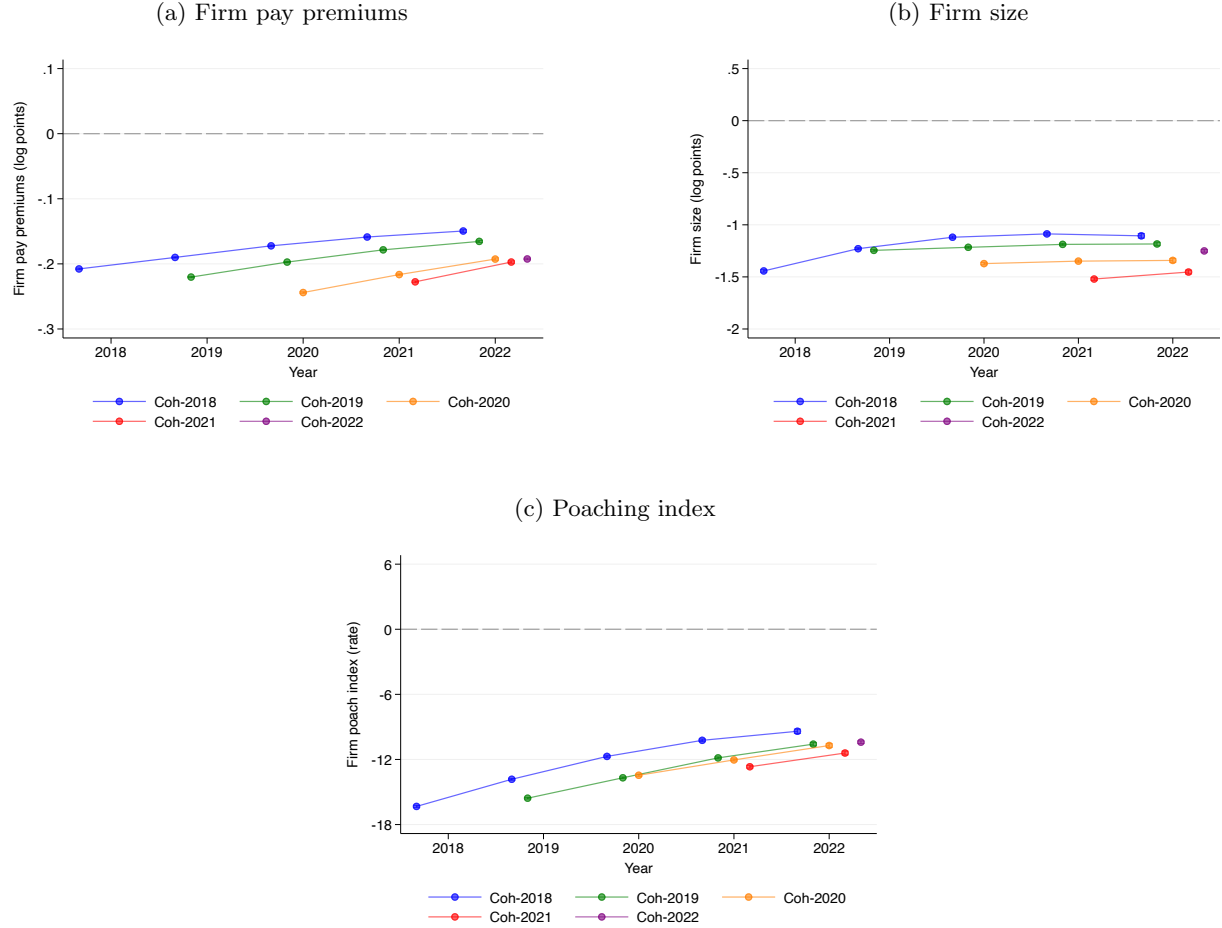 (a) Firm pay premiums
.1
0
-.1
-.2
-.3
Firm pay premiums (log points)
2018 2019 2020 2021 2022
Year
Coh-2018 Coh-2019 Coh-2020
Coh-2021 Coh-2022
(b) Firm size
.5
0
-.5
-1
-1.5
-2
Firm size (log points)
2018 2019 2020 2021 2022
Year
Coh-2018 Coh-2019 Coh-2020
Coh-2021 Coh-2022
(c) Poaching index
6
0
-6
-12
-18
Firm poach index (rate)
2018 2019 2020 2021 2022
Year
Coh-2018 Coh-2019 Coh-2020
Coh-2021 Coh-2022